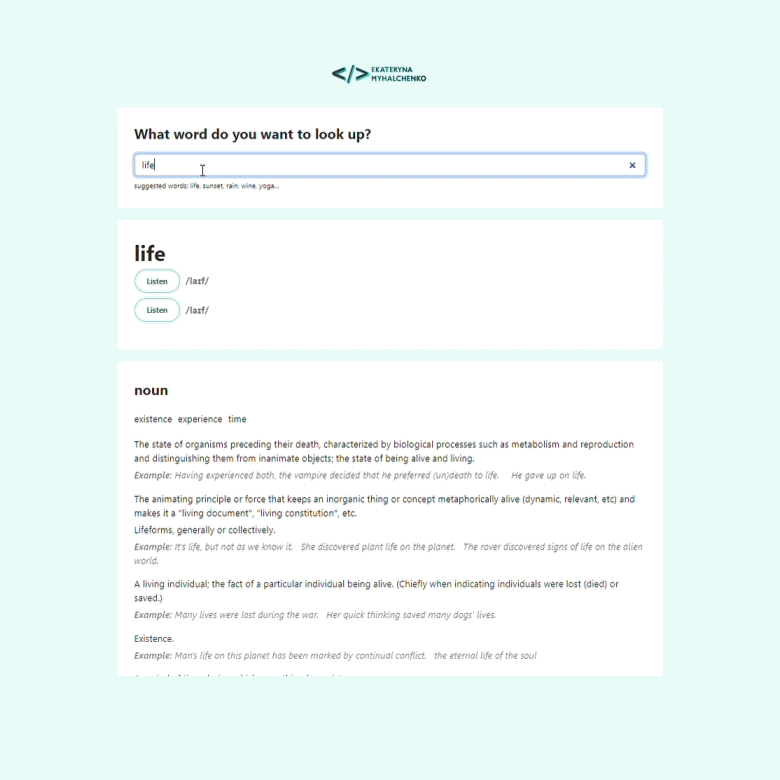 </>
EKATERYNA
MYHALCHENKO
What word do you want to look up?
life
×
suggested words: life, sunset, rain, wine, yoga...
life
Listen /laɪf/
Listen /laɪf/
noun
existence experience time
The state of organisms preceding their death, characterized by biological processes such as metabolism and reproduction
and distinguishing them from inanimate objects; the state of being alive and living.
Example: Having experienced both, the vampire decided that he preferred (un)death to life. He gave up on life.
The animating principle or force that keeps an inorganic thing or concept metaphorically alive (dynamic, relevant, etc) and
makes it a "living document", "living constitution", etc.
Lifeforms, generally or collectively.
Example: It's life, but not as we know it. She discovered plant life on the planet. The rover discovered signs of life on the alien
world.
A living individual; the fact of a particular individual being alive. (Chiefly when indicating individuals were lost (died) or
saved.)
Example: Many lives were lost during the war. Her quick thinking saved many dogs' lives.
Existence.
Example: Man's life on this planet has been marked by continual conflict. the eternal life of the soul